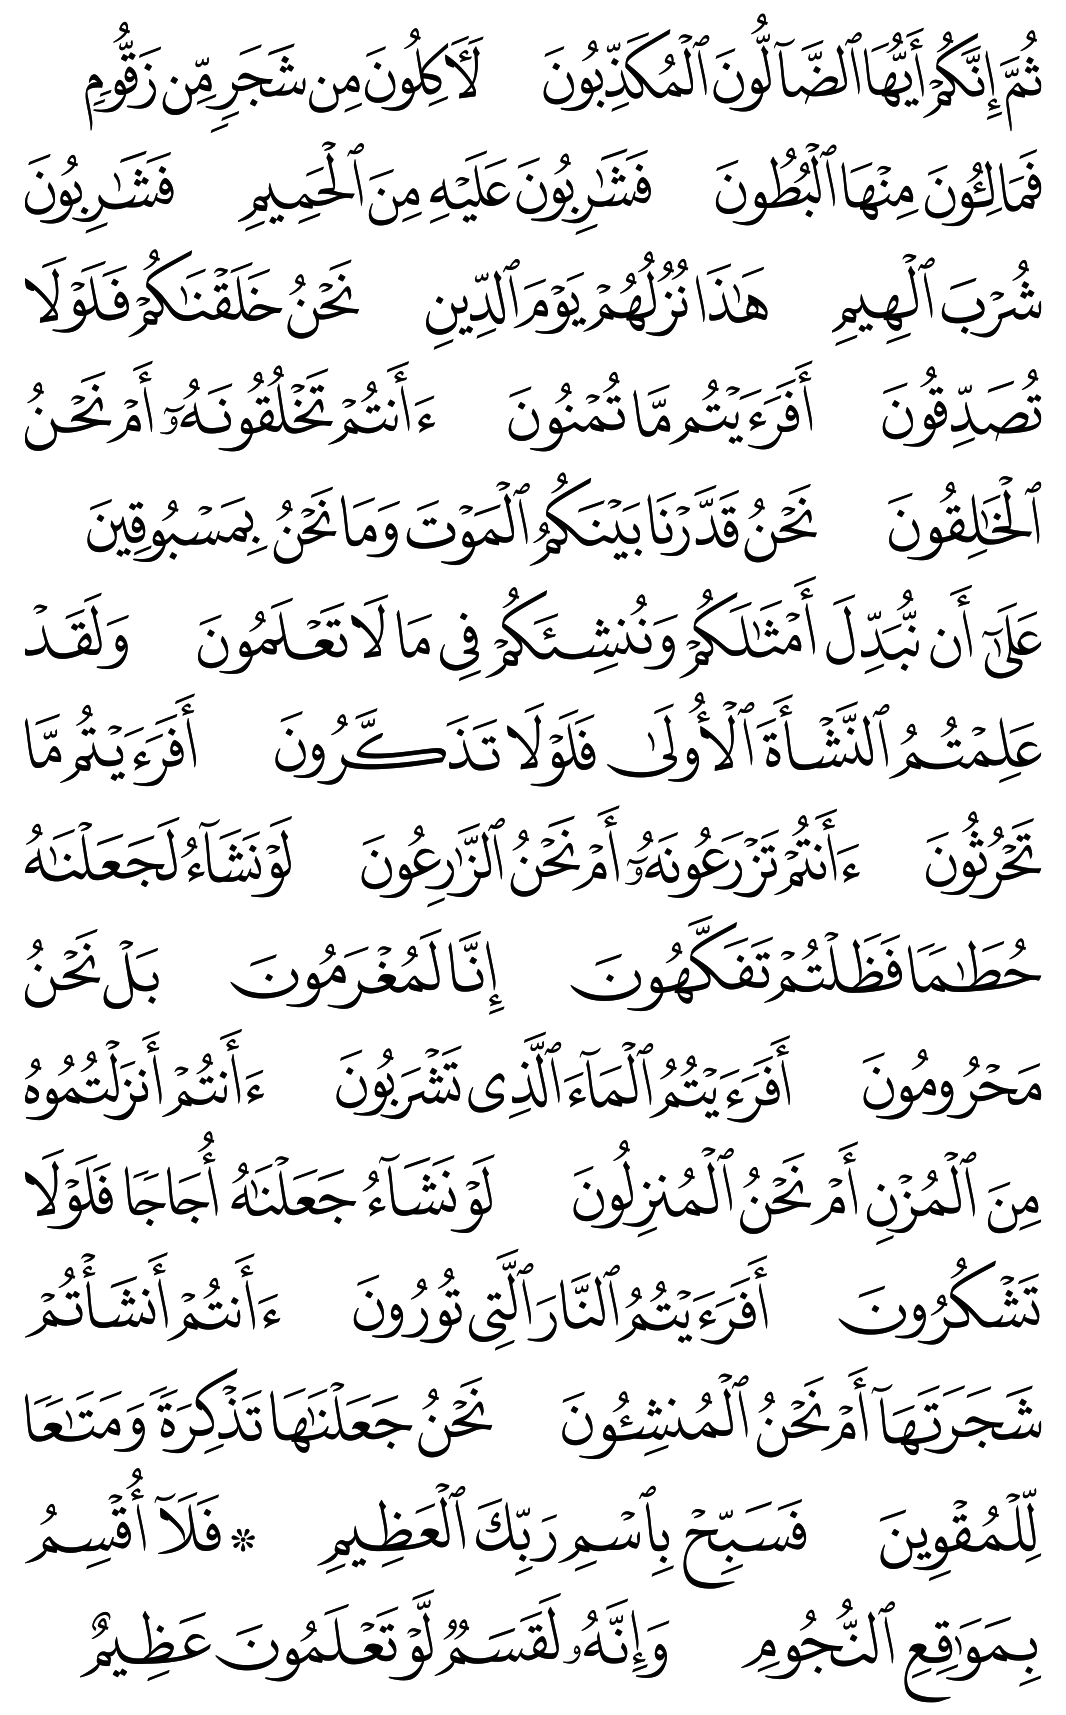 ثُمَّ إِنَّكُمْ أَيُّهَا ٱلضَّآلُّونَ ٱلْمُكَذِّبُونَ لَـَٔاكِلُونَ مِن شَجَرٍ مِّن زَقُّومٍ
فَمَالِـُٔونَ مِنْهَا ٱلْبُطُونَ فَشَٰرِبُونَ عَلَيْهِ مِنَ ٱلْحَمِيمِ فَشَٰرِبُونَ
شُرْبَ ٱلْهِيمِ هَٰذَا نُزُلُهُمْ يَوْمَ ٱلدِّينِ نَحْنُ خَلَقْنَٰكُمْ فَلَوْلَا
تُصَدِّقُونَ أَفَرَءَيْتُم مَّا تُمْنُونَ ءَأَنتُمْ تَخْلُقُونَهُۥٓ أَمْ نَحْنُ
ٱلْخَٰلِقُونَ نَحْنُ قَدَّرْنَا بَيْنَكُمُ ٱلْمَوْتَ وَمَا نَحْنُ بِمَسْبُوقِينَ
عَلَىٰٓ أَن نُّبَدِّلَ أَمْثَٰلَكُمْ وَنُنشِئَكُمْ فِى مَا لَا تَعْلَمُونَ وَلَقَدْ
عَلِمْتُمُ ٱلنَّشْأَةَ ٱلْأُولَىٰ فَلَوْلَا تَذَكَّرُونَ أَفَرَءَيْتُم مَّا
تَحْرُثُونَ ءَأَنتُمْ تَزْرَعُونَهُۥٓ أَمْ نَحْنُ ٱلزَّٰرِعُونَ لَوْ نَشَآءُ لَجَعَلْنَٰهُ
حُطَٰمًا فَظَلْتُمْ تَفَكَّهُونَ إِنَّا لَمُغْرَمُونَ بَلْ نَحْنُ
مَحْرُومُونَ أَفَرَءَيْتُمُ ٱلْمَآءَ ٱلَّذِى تَشْرَبُونَ ءَأَنتُمْ أَنزَلْتُمُوهُ
مِنَ ٱلْمُزْنِ أَمْ نَحْنُ ٱلْمُنزِلُونَ لَوْ نَشَآءُ جَعَلْنَٰهُ أُجَاجًا فَلَوْلَا
تَشْكُرُونَ أَفَرَءَيْتُمُ ٱلنَّارَ ٱلَّتِى تُورُونَ ءَأَنتُمْ أَنشَأْتُمْ
شَجَرَتَهَآ أَمْ نَحْنُ ٱلْمُنشِـُٔونَ نَحْنُ جَعَلْنَٰهَا تَذْكِرَةً وَمَتَٰعًا
لِّلْمُقْوِينَ فَسَبِّحْ بِٱسْمِ رَبِّكَ ٱلْعَظِيمِ * فَلَآ أُقْسِمُ
بِمَوَٰقِعِ ٱلنُّجُومِ وَإِنَّهُۥ لَقَسَمٌ لَّوْ تَعْلَمُونَ عَظِيمٌ